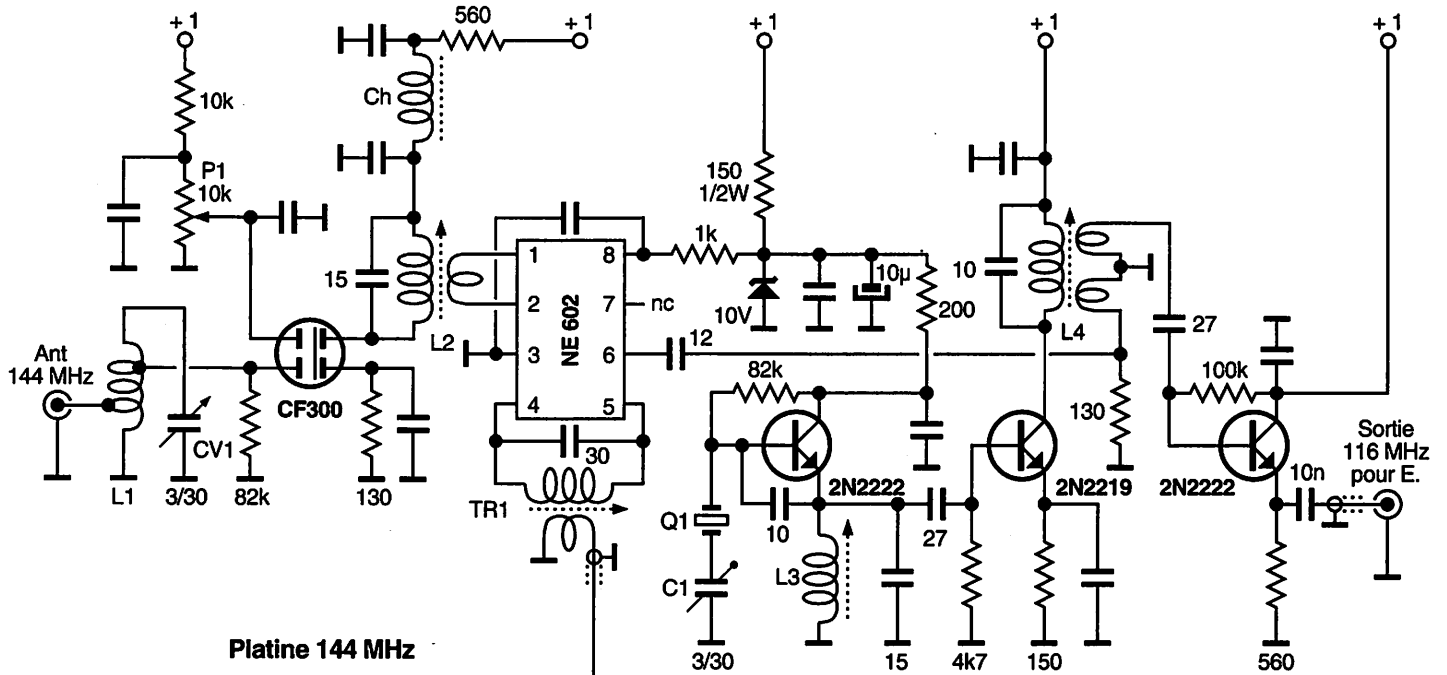 560
+ 1
+ 1
+ 1
+ 1
+ 1
10k
Ch
P1
10k
150
1/2W
15
1
8
1k
10µ
10
2
7
nc
10V
200
27
L2
NE 602
L4
3
6
12
Ant
144 MHz
82k
100k
CF300
4
5
130
CV1
30
Sortie
116 MHz
pour E.
L1
3/30
82k
130
TR1
2N2222
2N2219
2N2222
10n
Q1
10
27
L3
C1
Platine 144 MHz
3/30
15
4k7
150
560